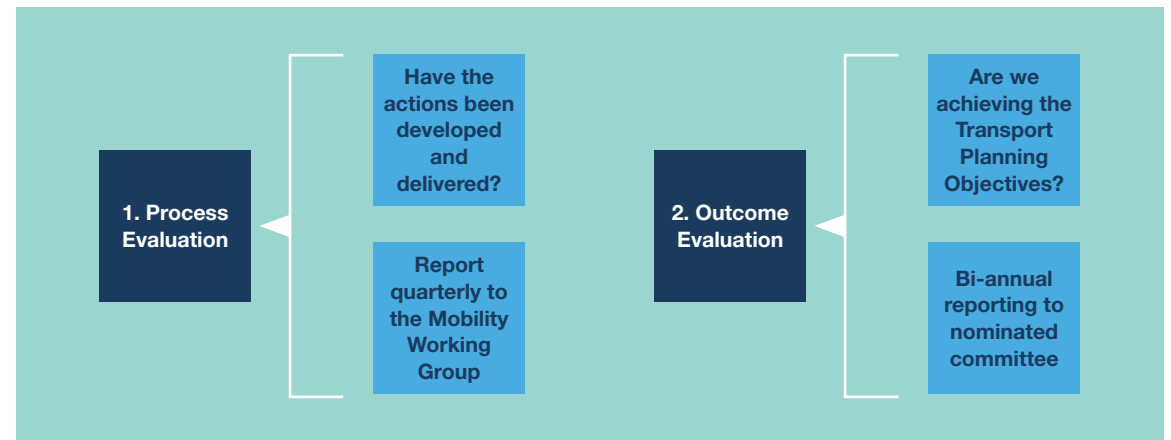 1. Process
Evaluation
Have the
actions been
developed
and
delivered?
Report
quarterly to
the Mobility
Working
Group
2. Outcome
Evaluation
Are we
achieving the
Transport
Planning
Objectives?
Bi-annual
reporting to
nominated
committee